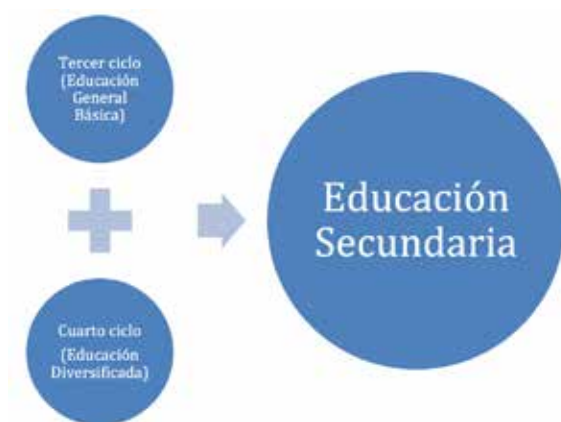 Tercer ciclo
(Educación
General
Básica)
Cuarto ciclo
(Educación
Diversificada)
Educación
Secundaria